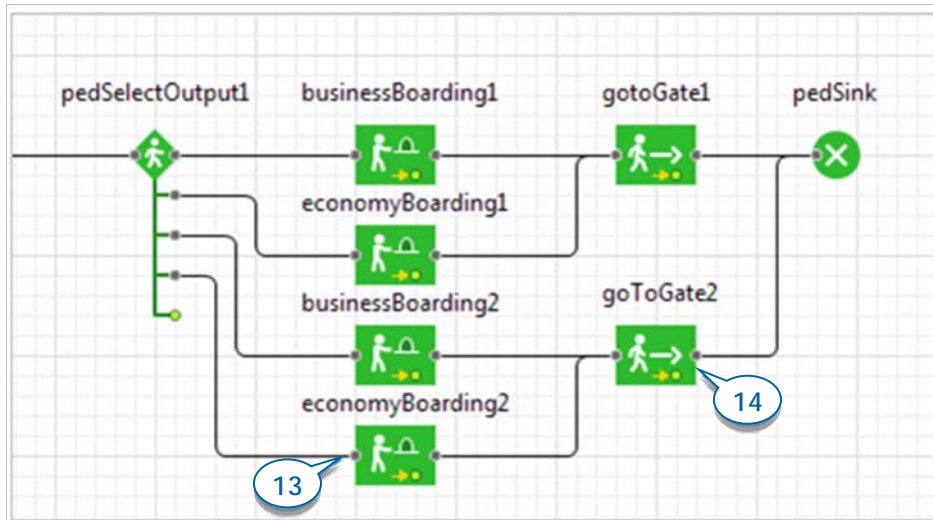 pedSelectOutput1 businessBoarding1 gotoGate1 pedSink
economyBoarding1
businessBoarding2 goToGate2
14
economyBoarding2
13